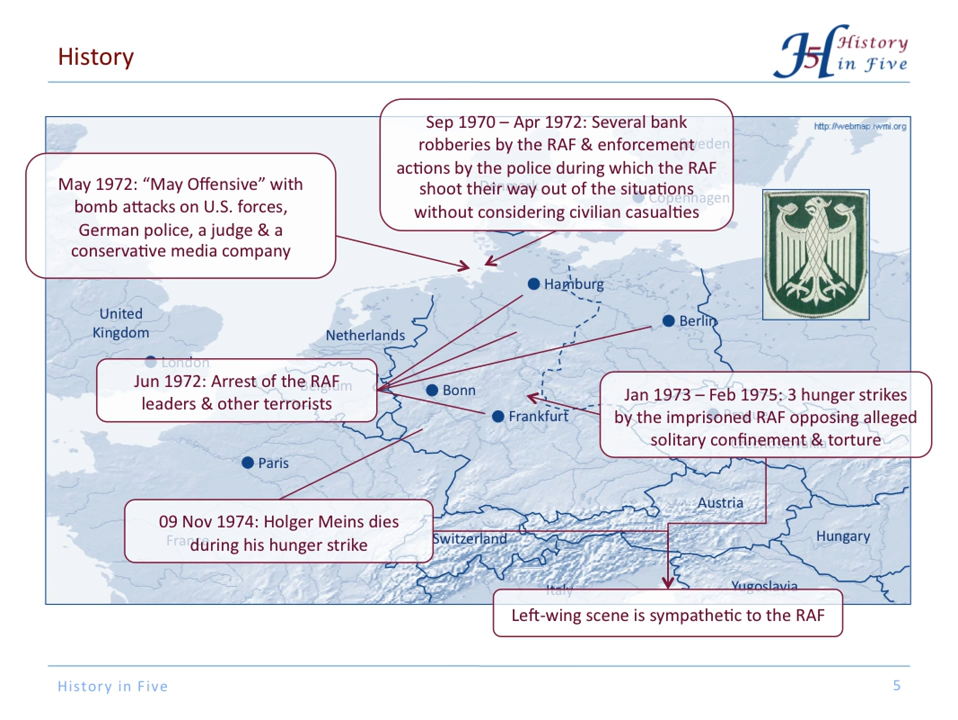 History
History
in Five
H5
http://webmap.iwmi.org
Sep 1970 – Apr 1972: Several bank
robberies by the RAF & enforcement
actions by the police during which the RAF
shoot their way out of the situations
without considering civilian casualties
Sweden
Copenhagen
May 1972: “May Offensive” with
bomb attacks on U.S. forces,
German police, a judge & a
conservative media company
Hamburg
United
Kingdom
Berlin
Netherlands
London
Jun 1972: Arrest of the RAF
leaders & other terrorists
Belgium
Bonn
Frankfurt
Jan 1973 – Feb 1975: 3 hunger strikes
by the imprisoned RAF opposing alleged
solitary confinement & torture
Paris
Austria
09 Nov 1974: Holger Meins dies
during his hunger strike
France
Switzerland
Hungary
Italy
Yugoslavia
Left-wing scene is sympathetic to the RAF
History in Five
5